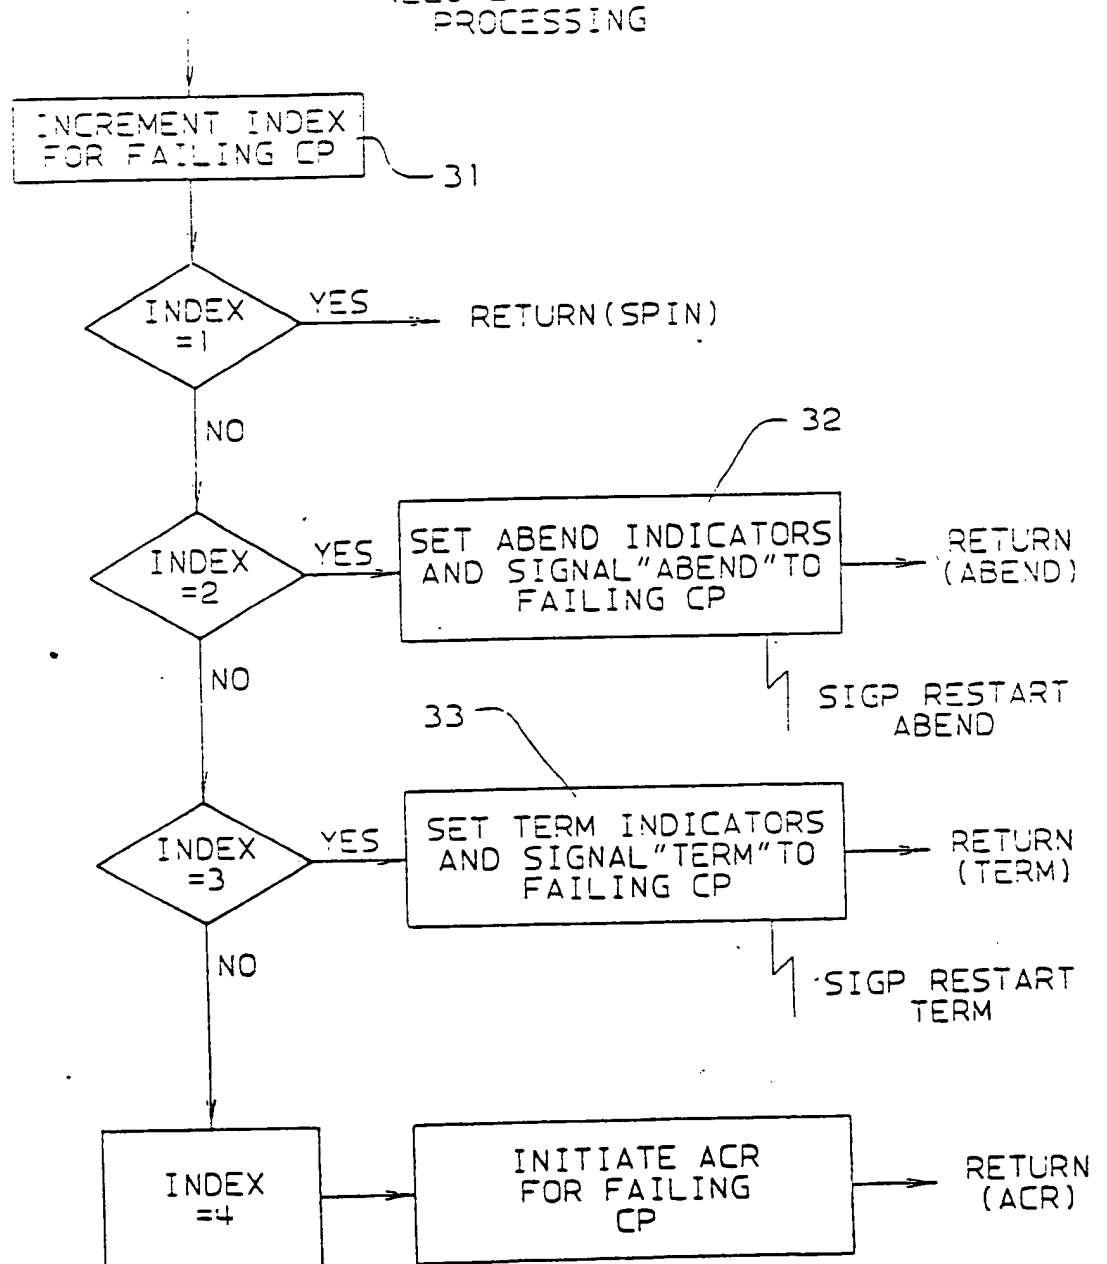 PROCESSING
INCREMENT INDEX
FOR FAILING CP
31
INDEX
=1
YES
RETURN(SPIN)
NO
32
INDEX
=2
YES
SET ABEND INDICATORS
AND SIGNAL"ABEND"TO
FAILING CP
RETURN
(ABEND)
NO
SIGP RESTART
ABEND
33
INDEX
=3
YES
SET TERM INDICATORS
AND SIGNAL"TERM"TO
FAILING CP
RETURN
(TERM)
NO
SIGP RESTART
TERM
INDEX
=4
INITIATE ACR
FOR FAILING
CP
RETURN
(ACR)